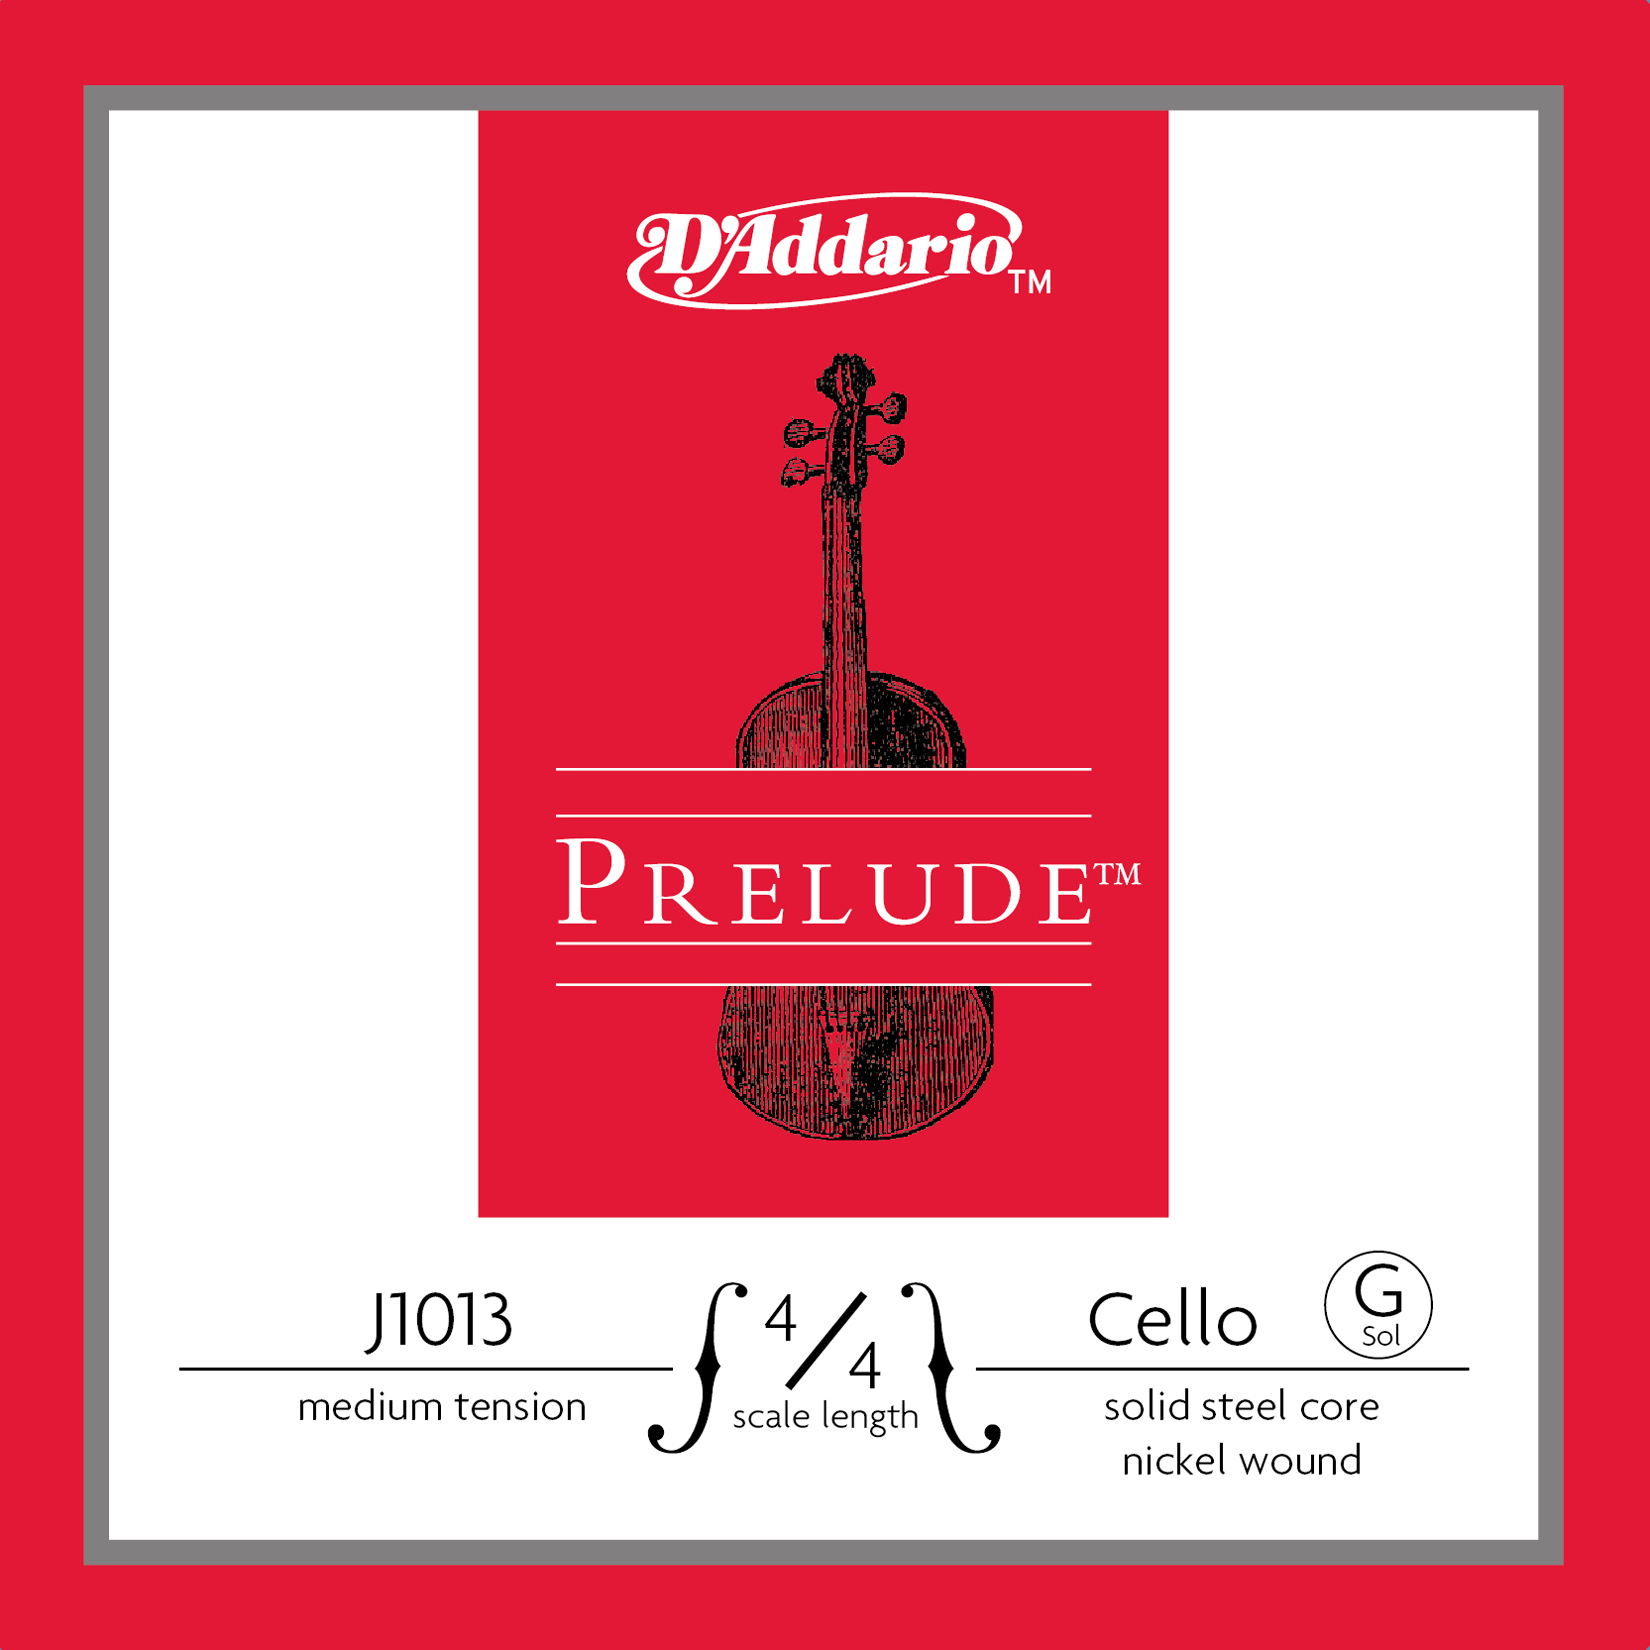 D'Addario™
PRELUDE™
J1013
medium tension
4/4
scale length
Cello
G
Sol
solid steel core
nickel wound